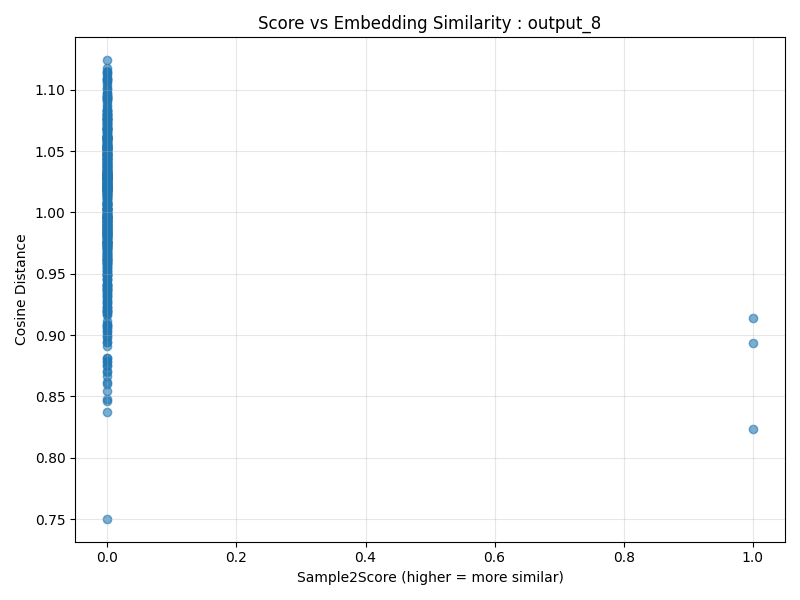 Score vs Embedding Similarity : output_8
Cosine Distance
1.10
1.05
1.00
0.95
0.90
0.85
0.80
0.75
0.0 0.2 0.4 0.6 0.8 1.0
Sample2Score (higher = more similar)